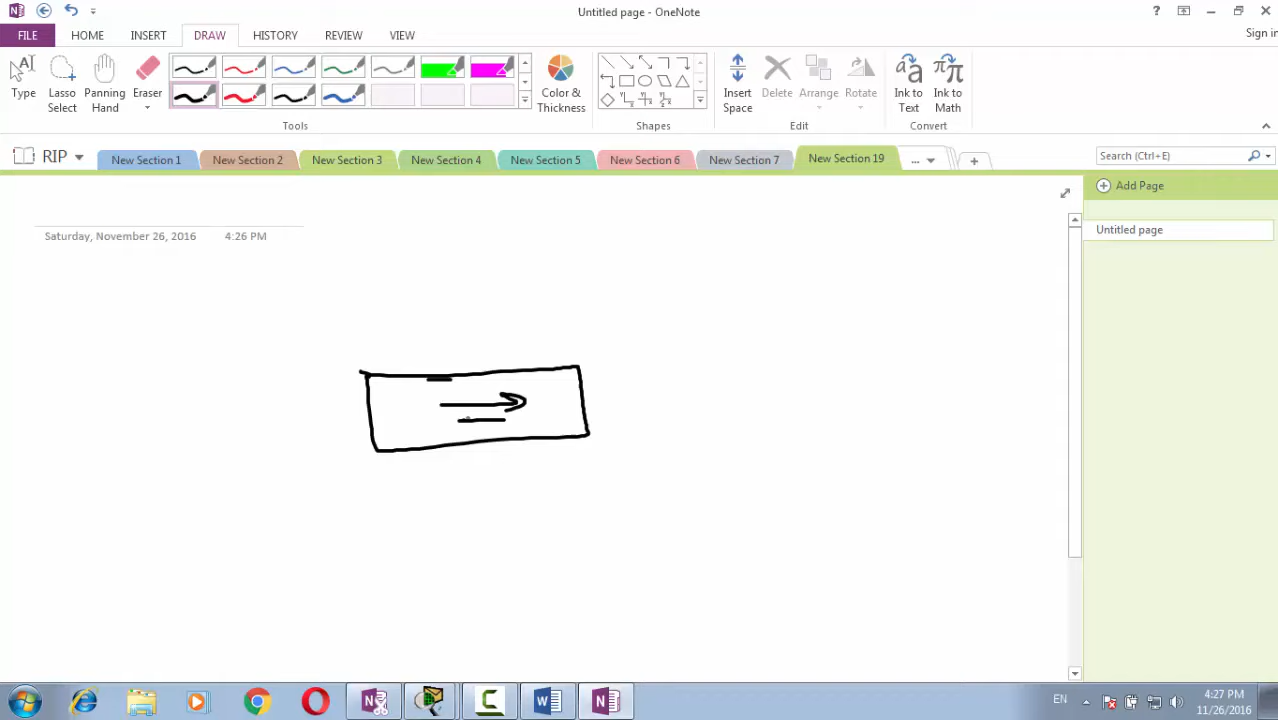 Untitled page - OneNote
?
Sign in
FILE HOME INSERT DRAW HISTORY REVIEW VIEW
Type
Lasso Select
Panning Hand
Eraser
Color & Thickness
Insert Space
Delete
Arrange
Rotate
Ink to Text
Ink to Math
Tools Shapes Edit Convert
RIP New Section 1 New Section 2 New Section 3 New Section 4 New Section 5 New Section 6 New Section 7 New Section 19 ... Search (Ctrl+E)
Add Page
Untitled page
Saturday, November 26, 2016 4:26 PM
EN
4:27 PM
11/26/2016